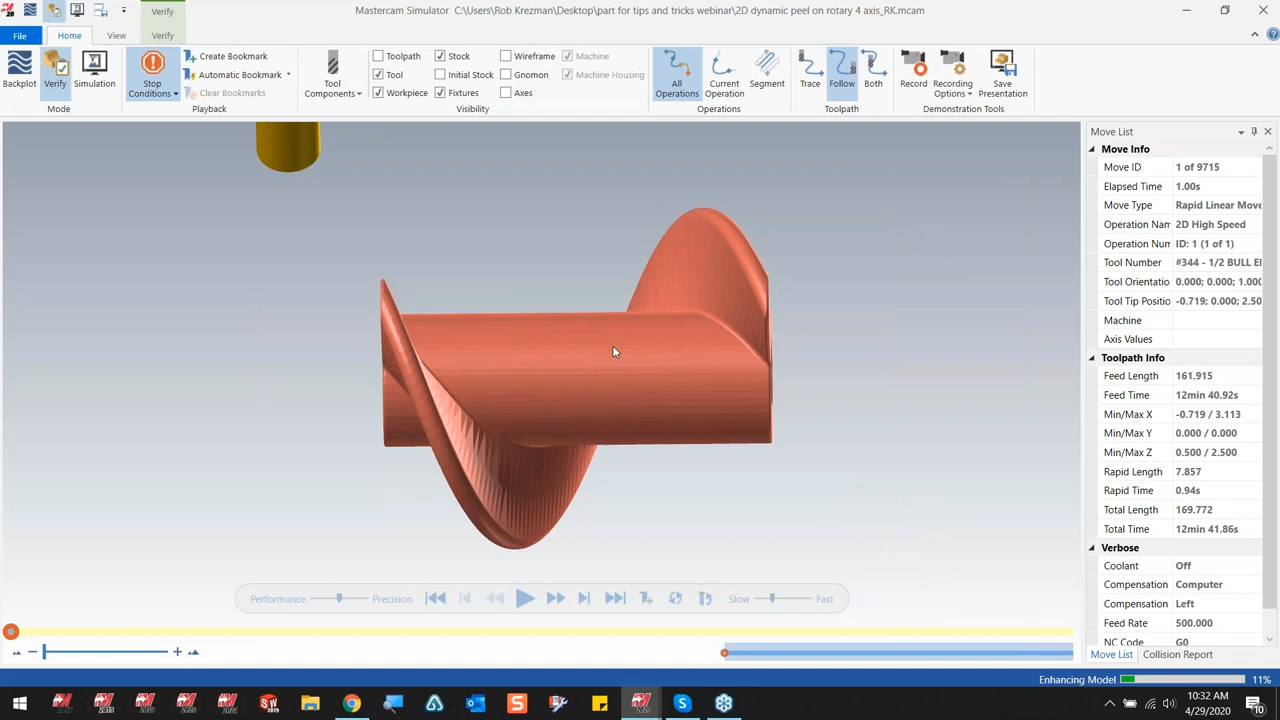 Verify
Mastercam Simulator C:\Users\Rob Krezman\Desktop\part for tips and tricks webinar\2D dynamic peel on rotary 4 axis_RK.mcam
File Home View Verify
Backplot Verify Simulation
Mode
Stop Conditions
Create Bookmark
Automatic Bookmark
Clear Bookmarks
Playback
Tool Components
Toolpath Stock Wireframe Machine
Tool Initial Stock Gnomon Machine Housing
Workpiece Fixtures Axes
Visibility
All Operations Current Operation Segment
Operations
Trace Follow Both
Toolpath
Record Recording Options Save Presentation
Demonstration Tools
Move List
Move Info
Move ID 1 of 9715
Elapsed Time 1.00s
Move Type Rapid Linear Move
Operation Nam 2D High Speed
Operation Num ID: 1 (1 of 1)
Tool Number #344 - 1/2 BULL E
Tool Orientatio 0.000; 0.000; 1.000
Tool Tip Positio -0.719; 0.000; 2.50
Machine
Axis Values
Toolpath Info
Feed Length 161.915
Feed Time 12min 40.92s
Min/Max X -0.719 / 3.113
Min/Max Y 0.000 / 0.000
Min/Max Z 0.500 / 2.500
Rapid Length 7.857
Rapid Time 0.94s
Total Length 169.772
Total Time 12min 41.86s
Verbose
Coolant Off
Compensation Computer
Compensation Left
Feed Rate 500.000
NC Code G0
Move List Collision Report
Performance Precision Slow Fast
Enhancing Model 11%
10:32 AM
4/29/2020
10